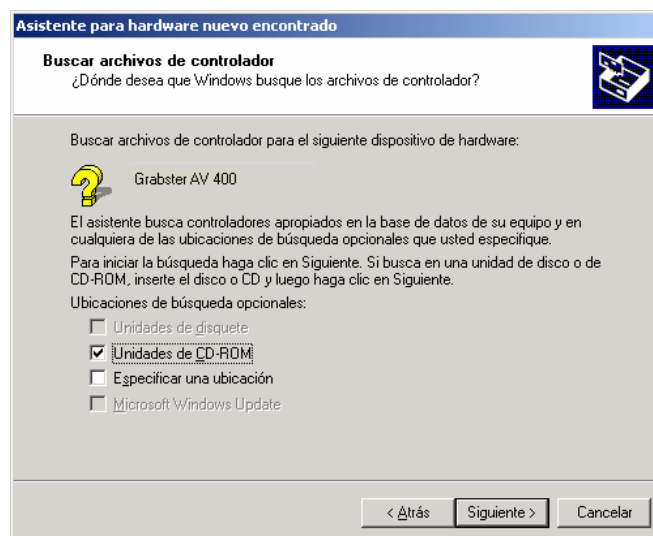 Asistente para hardware nuevo encontrado
Buscar archivos de controlador
¿Dónde desea que Windows busque los archivos de controlador?
Buscar archivos de controlador para el siguiente dispositivo de hardware:
Grabster AV 400
El asistente busca controladores apropiados en la base de datos de su equipo y en
cualquiera de las ubicaciones de búsqueda opcionales que usted especifique.
Para iniciar la búsqueda haga clic en Siguiente. Si busca en una unidad de disco o de
CD-ROM, inserte el disco o CD y luego haga clic en Siguiente.
Ubicaciones de búsqueda opcionales:
Unidades de disquete
Unidades de CD-ROM
Especificar una ubicación
Microsoft Windows Update
< Atrás
Siguiente >
Cancelar